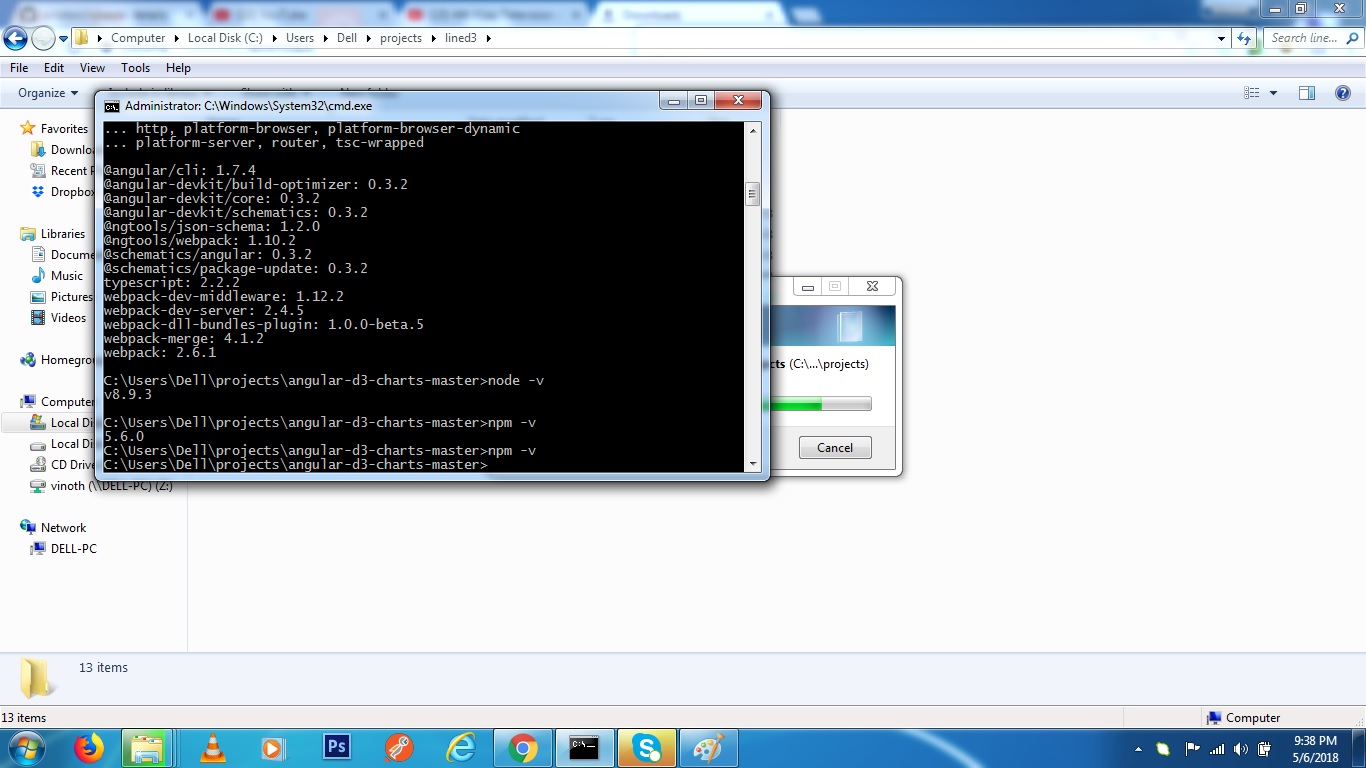 Computer Local Disk (C:) Users Dell projects lined3
Search line...
File Edit View Tools Help
Organize
Administrator: C:\Windows\System32\cmd.exe
... http, platform-browser, platform-browser-dynamic
... platform-server, router, tsc-wrapped
@angular/cli: 1.7.4
@angular-devkit/build-optimizer: 0.3.2
@angular-devkit/core: 0.3.2
@angular-devkit/schematics: 0.3.2
@ngtools/json-schema: 1.2.0
@ngtools/webpack: 1.10.2
@schematics/angular: 0.3.2
@schematics/package-update: 0.3.2
typescript: 2.2.2
webpack-dev-middleware: 1.12.2
webpack-dev-server: 2.4.5
webpack-dll-bundles-plugin: 1.0.0-beta.5
webpack-merge: 4.1.2
webpack: 2.6.1
C:\Users\Dell\projects\angular-d3-charts-master>node -v
v8.9.3
C:\Users\Dell\projects\angular-d3-charts-master>npm -v
5.6.0
C:\Users\Dell\projects\angular-d3-charts-master>npm -v
C:\Users\Dell\projects\angular-d3-charts-master>
Favorites
Downlo
Recent P
Dropbox
Libraries
Docume
Music
Pictures
Videos
Homegro
Compute
Local Di
Local Di
CD Drive
vinoth (\\DELL-PC) (Z:)
Network
DELL-PC
cts (C:\...\projects)
Cancel
13 items
13 items
Computer
Ps
9:38 PM
5/6/2018